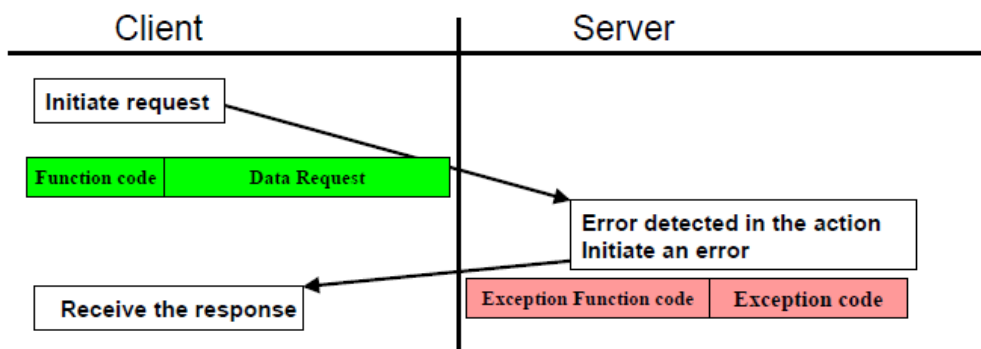 Client
Server
Initiate request
Function code
Data Request
Error detected in the action
Initiate an error
Receive the response
Exception Function code
Exception code